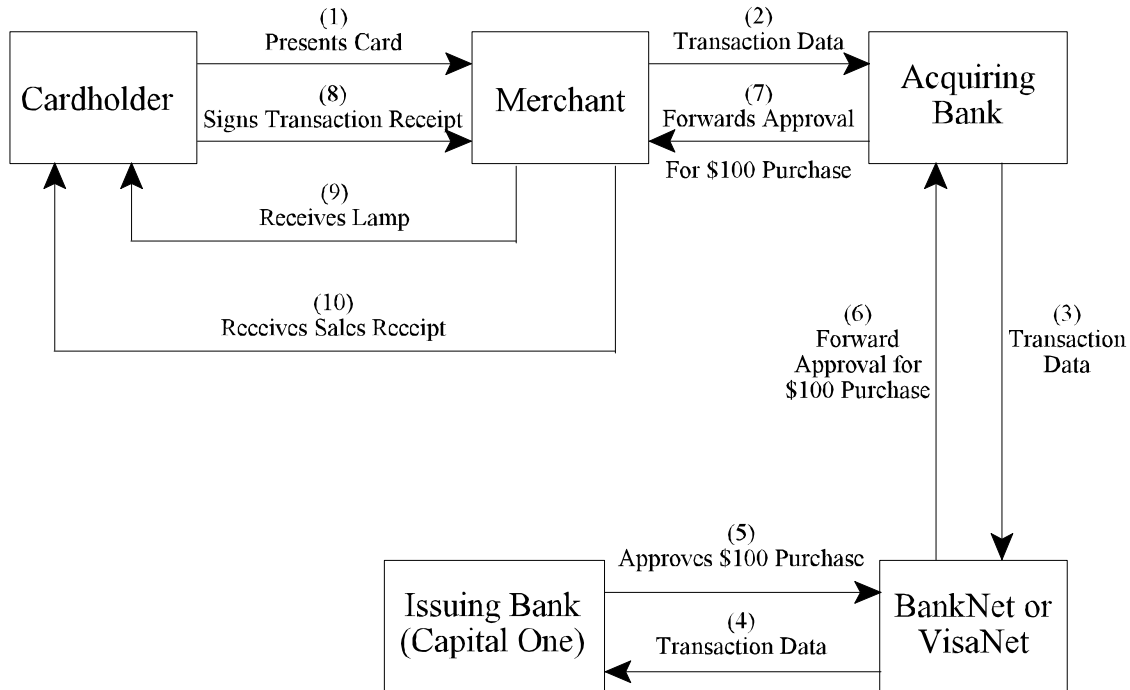 (1)
Presents Card
(2)
Transaction Data
Cardholder
Merchant
Acquiring
Bank
(8)
Signs Transaction Receipt
(7)
Forwards Approval
For $100 Purchase
(9)
Receives Lamp
(10)
Receives Sales Receipt
(6)
Forward
Approval for
$100 Purchase
(3)
Transaction
Data
(5)
Approves $100 Purchase
Issuing Bank
(Capital One)
(4)
Transaction Data
BankNet or
VisaNet